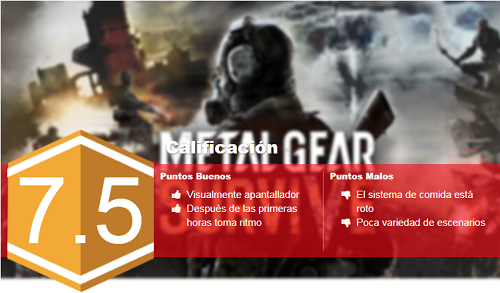 Calificación
METAL GEAR
7.5
Puntos Buenos
Visualmente apantallador
Después de las primeras
horas toma ritmo
Puntos Malos
El sistema de comida está
roto
Poca variedad de escenarios